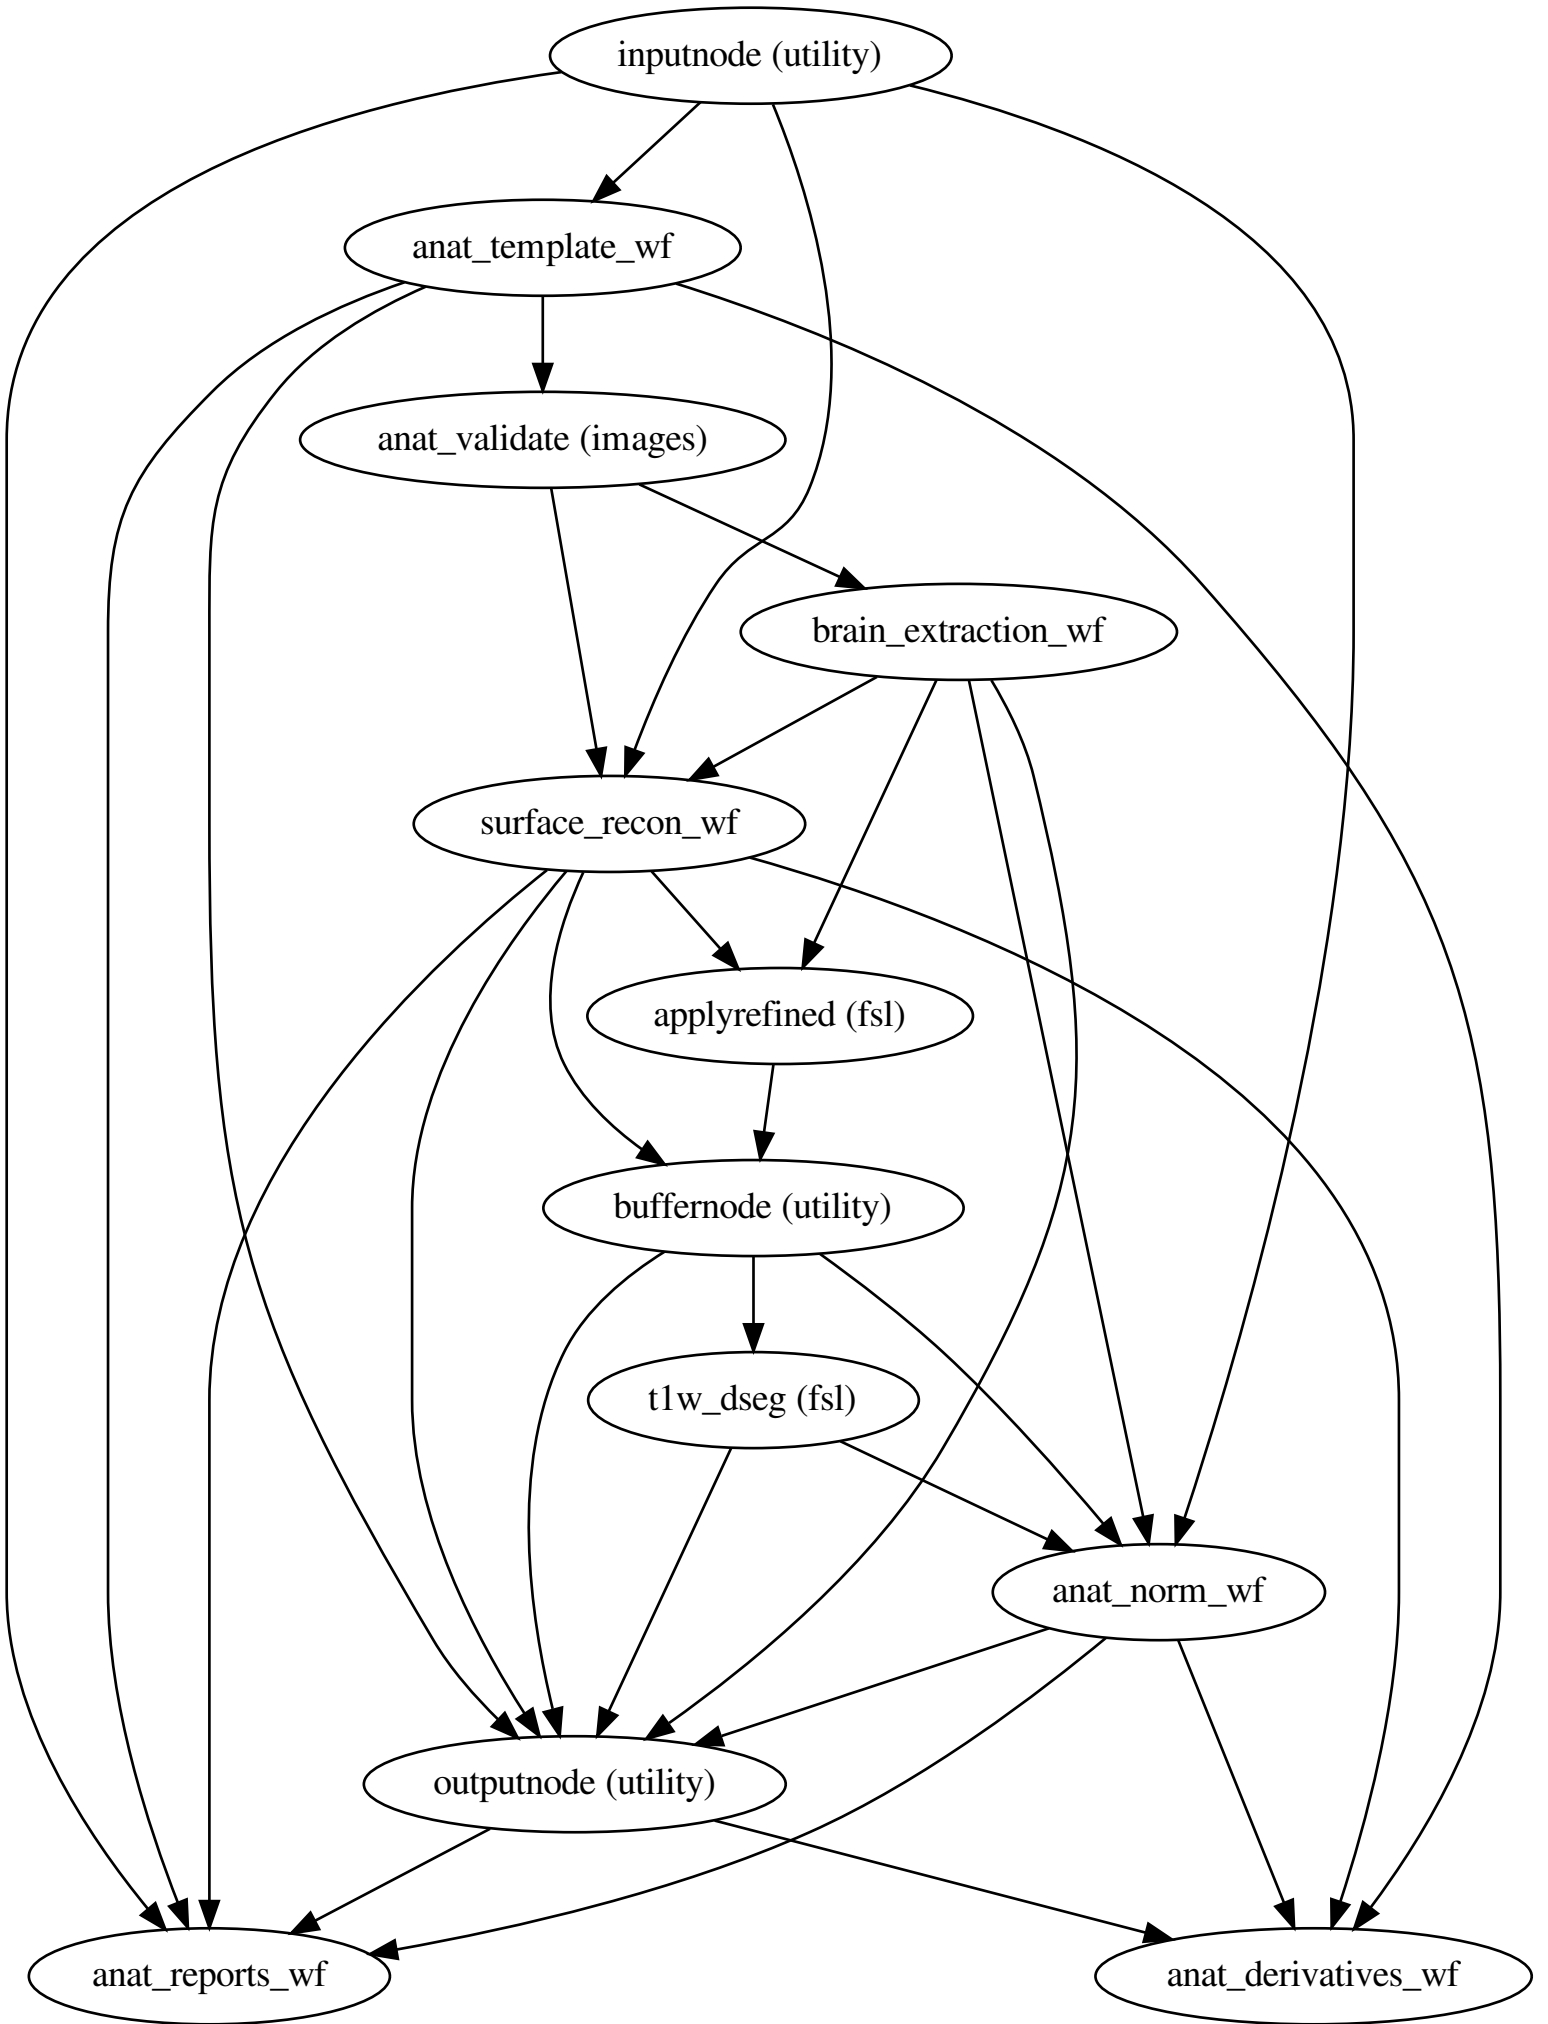 inputnode (utility)
anat_template_wf
anat_validate (images)
brain_extraction_wf
surface_recon_wf
applyrefined (fsl)
buffernode (utility)
t1w_dseg (fsl)
anat_norm_wf
outputnode (utility)
anat_reports_wf
anat_derivatives_wf